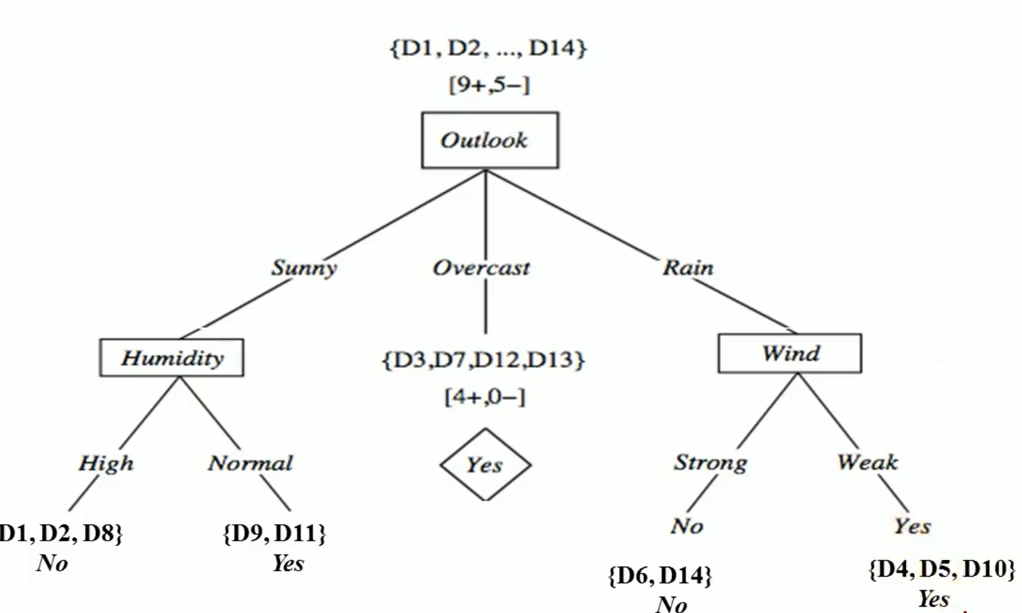 {D1, D2, ..., D14}
[9+,5−]
Outlook
Sunny
Overcast
Rain
Humidity
{D3,D7,D12,D13}
[4+,0−]
Yes
Wind
High
Normal
Strong
Weak
D1, D2, D8}
No
{D9, D11}
Yes
No
{D6, D14}
No
Yes
{D4, D5, D10}
Yes